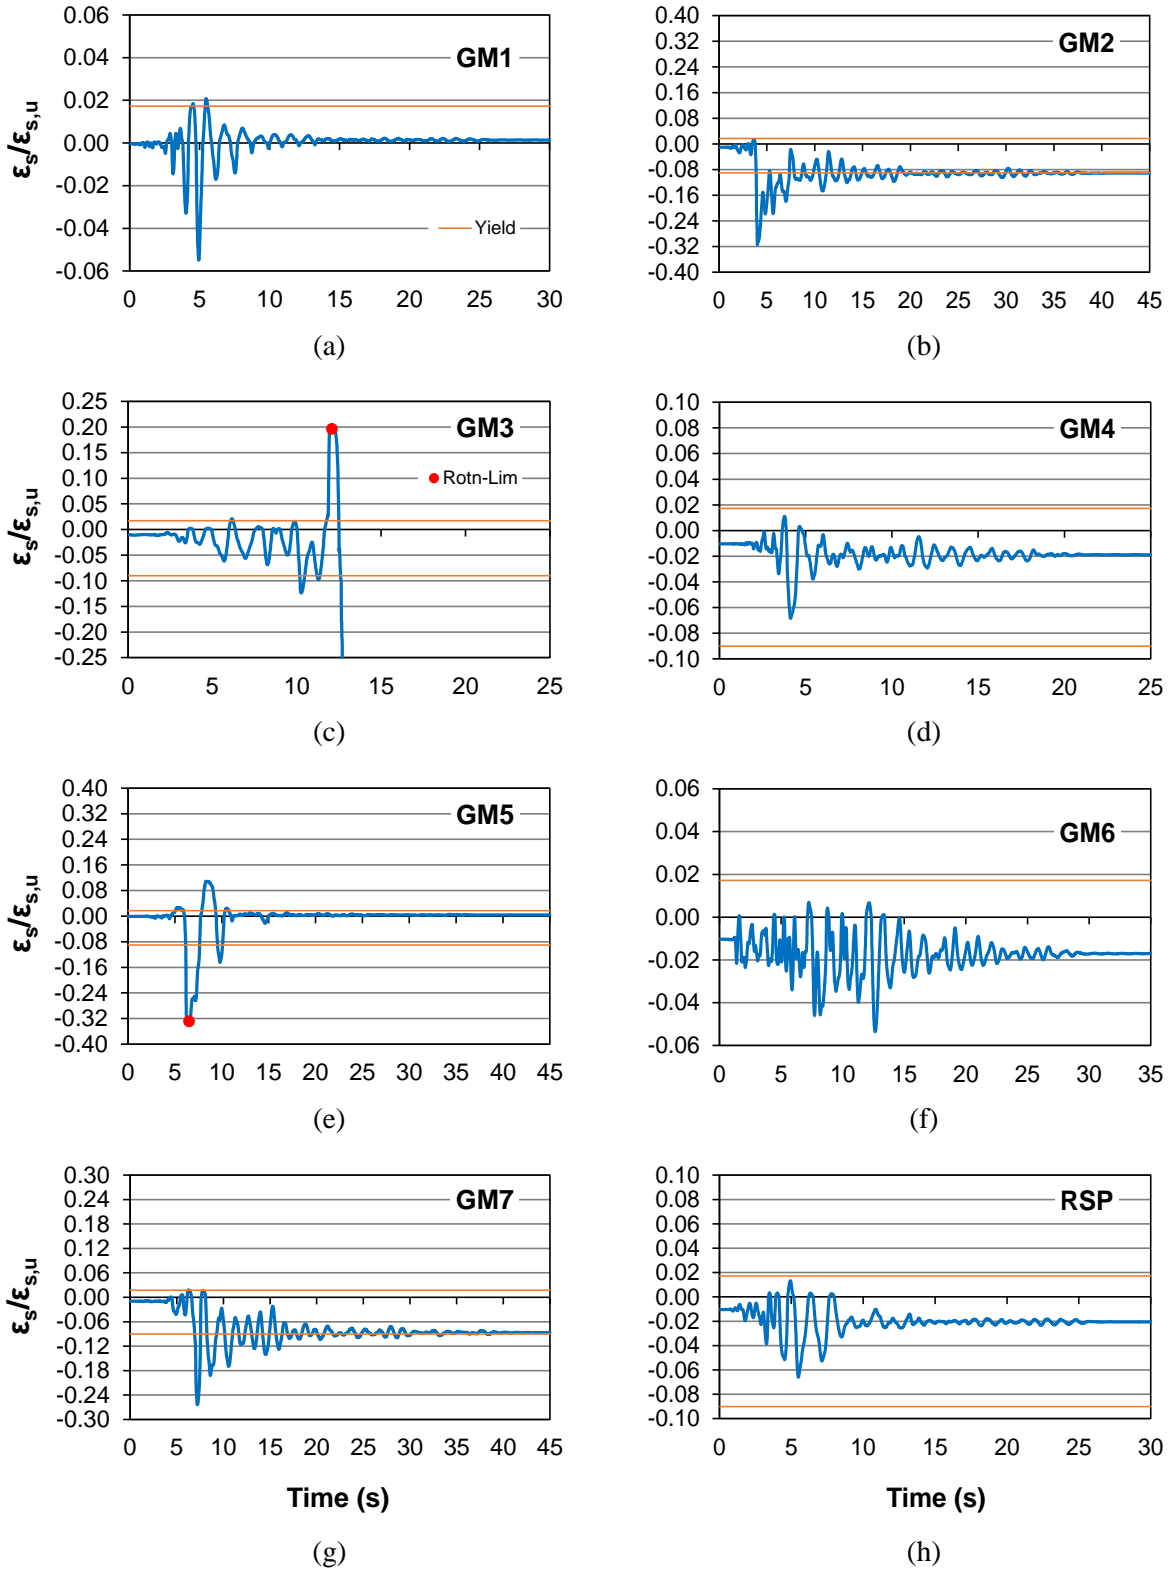 0.06
0.04
0.02
0.00
-0.02
-0.04
-0.06
εs/εs,u
GM1
Yield
0 5 10 15 20 25 30
(a)
0.40
0.32
0.24
0.16
0.08
0.00
-0.08
-0.16
-0.24
-0.32
-0.40
GM2
0 5 10 15 20 25 30 35 40 45
(b)
0.25
0.20
0.15
0.10
0.05
0.00
-0.05
-0.10
-0.15
-0.20
-0.25
εs/εs,u
GM3
Rotn-Lim
0 5 10 15 20 25
(c)
0.10
0.08
0.06
0.04
0.02
0.00
-0.02
-0.04
-0.06
-0.08
-0.10
GM4
0 5 10 15 20 25
(d)
0.40
0.32
0.24
0.16
0.08
0.00
-0.08
-0.16
-0.24
-0.32
-0.40
εs/εs,u
GM5
0 5 10 15 20 25 30 35 40 45
(e)
0.06
0.04
0.02
0.00
-0.02
-0.04
-0.06
GM6
0 5 10 15 20 25 30 35
(f)
0.30
0.24
0.18
0.12
0.06
0.00
-0.06
-0.12
-0.18
-0.24
-0.30
εs/εs,u
GM7
0 5 10 15 20 25 30 35 40 45
Time (s)
(g)
0.10
0.08
0.06
0.04
0.02
0.00
-0.02
-0.04
-0.06
-0.08
-0.10
RSP
0 5 10 15 20 25 30
Time (s)
(h)